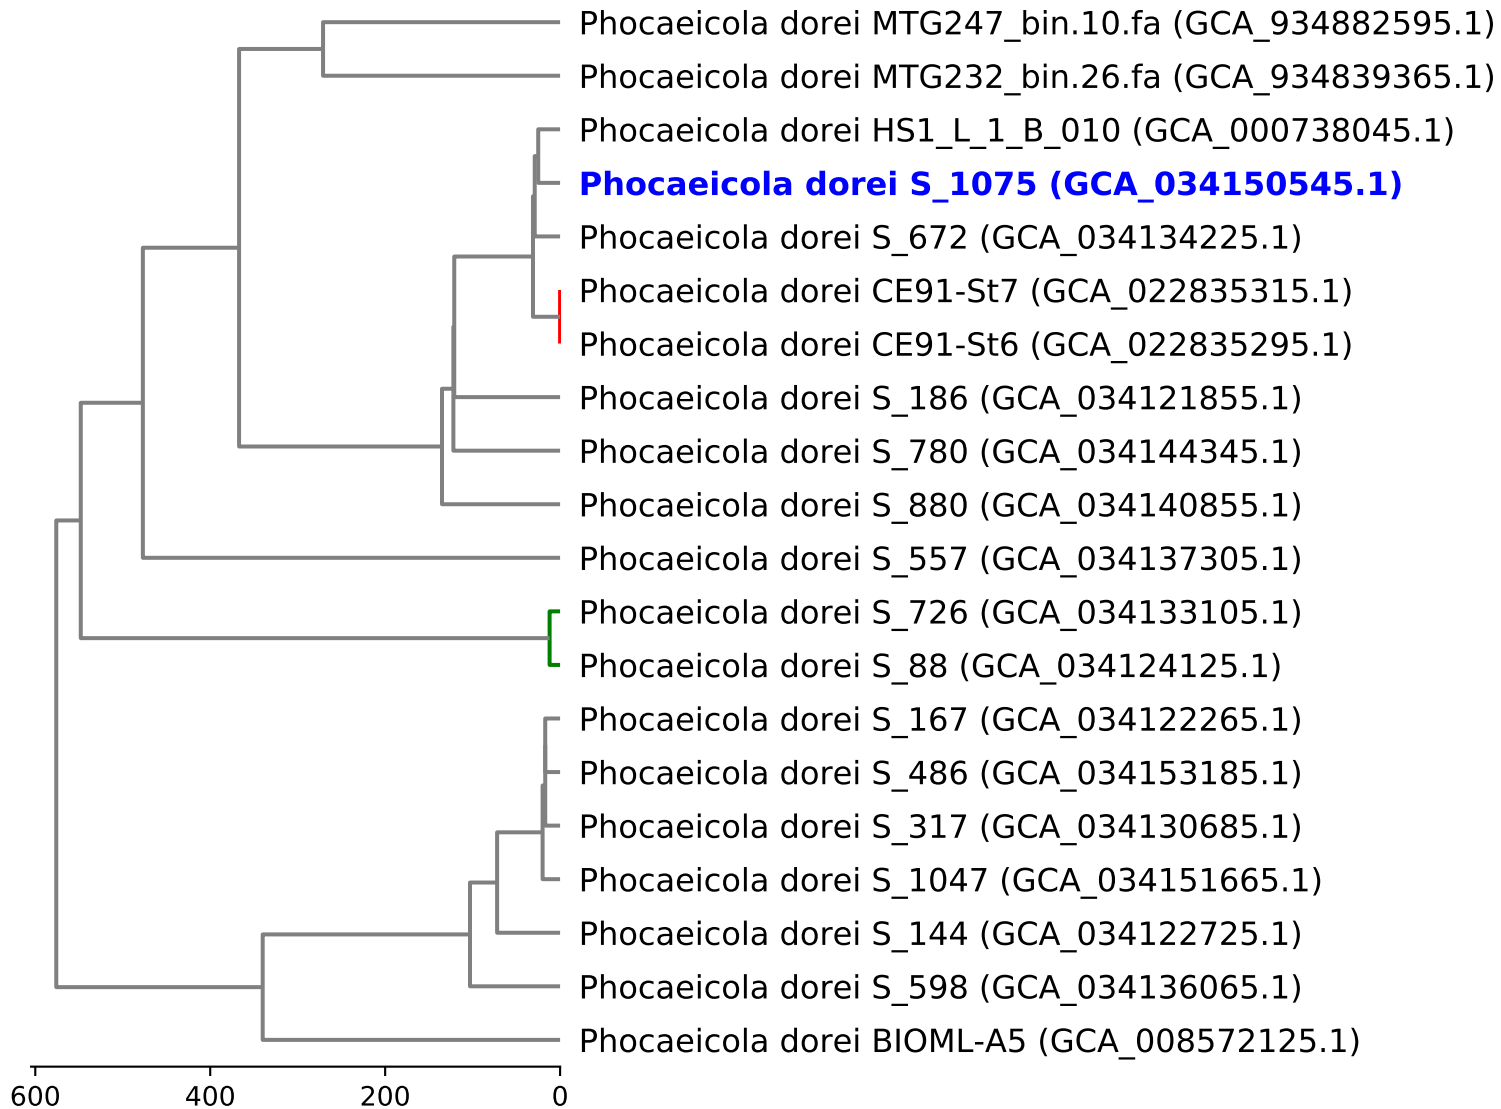 Phocaeicola dorei MTG247_bin.10.fa (GCA_934882595.1)
Phocaeicola dorei MTG232_bin.26.fa (GCA_934839365.1)
Phocaeicola dorei HS1_L_1_B_010 (GCA_000738045.1)
Phocaeicola dorei S_1075 (GCA_034150545.1)
Phocaeicola dorei S_672 (GCA_034134225.1)
Phocaeicola dorei CE91-St7 (GCA_022835315.1)
Phocaeicola dorei CE91-St6 (GCA_022835295.1)
Phocaeicola dorei S_186 (GCA_034121855.1)
Phocaeicola dorei S_780 (GCA_034144345.1)
Phocaeicola dorei S_880 (GCA_034140855.1)
Phocaeicola dorei S_557 (GCA_034137305.1)
Phocaeicola dorei S_726 (GCA_034133105.1)
Phocaeicola dorei S_88 (GCA_034124125.1)
Phocaeicola dorei S_167 (GCA_034122265.1)
Phocaeicola dorei S_486 (GCA_034153185.1)
Phocaeicola dorei S_317 (GCA_034130685.1)
Phocaeicola dorei S_1047 (GCA_034151665.1)
Phocaeicola dorei S_144 (GCA_034122725.1)
Phocaeicola dorei S_598 (GCA_034136065.1)
Phocaeicola dorei BIOML-A5 (GCA_008572125.1)
600 400 200 0